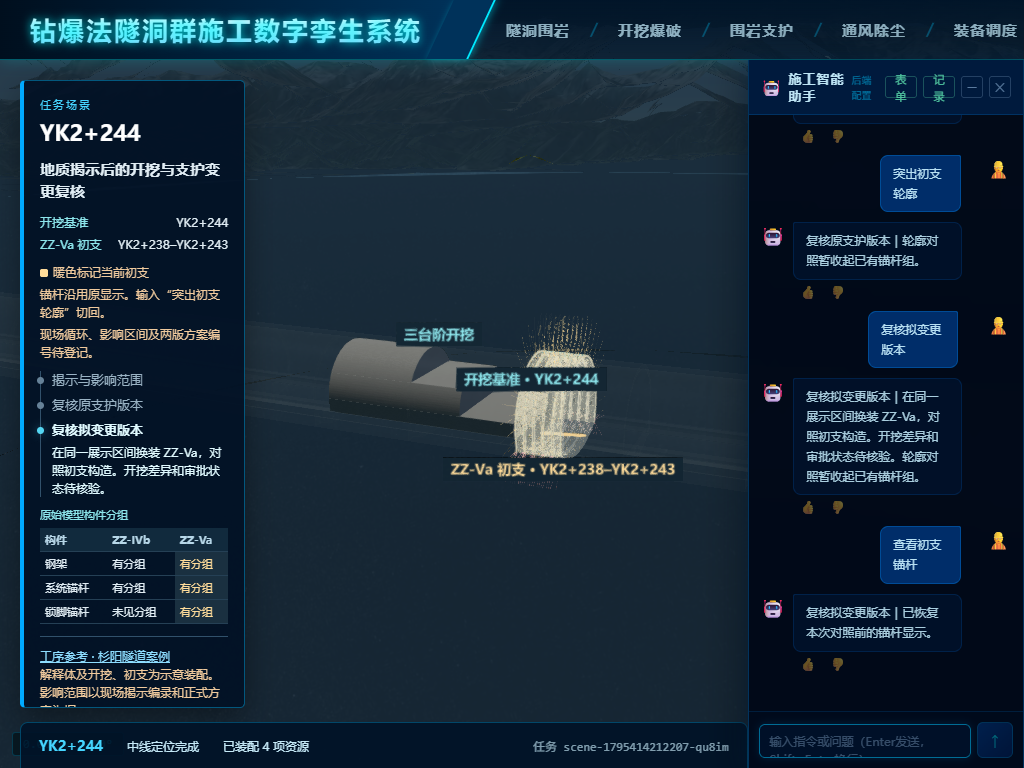 钻爆法隧洞群施工数字孪生系统
隧洞围岩 / 开挖爆破 / 围岩支护 / 通风除尘 / 装备调度
任务场景
YK2+244
地质揭示后的开挖与支护变
更复核
开挖基准 YK2+244
ZZ-Va 初支 YK2+238—YK2+243
暖色标记当前初支
锚杆沿用原显示。输入“突出初支
轮廓”切回。
现场循环、影响区间及两版方案编
号待登记。
揭示与影响范围
复核原支护版本
复核拟变更版本
在同一展示区间换装 ZZ-Va，对
照初支构造。开挖差异和审批状
态待核验。
原始模型构件分组
构件 ZZ-IVb ZZ-Va
钢架 有分组 有分组
系统锚杆 有分组 有分组
锁脚锚杆 未见分组 有分组
工序参考 · 杉阳隧道案例
解释体及开挖、初支为示意装配。
影响范围以现场揭示编录和正式方
三台阶开挖
开挖基准 • YK2+244
ZZ-Va 初支 • YK2+238—YK2+243
YK2+244 中线定位完成 已装配 4 项资源 任务 scene-1795414212207-qu8im
施工智能
助手
后端
配置
表
单
记
录
突出初支
轮廓
复核原支护版本 | 轮廓对
照暂收起已有锚杆组。
复核拟变更
版本
复核拟变更版本 | 在同一
展示区间换装 ZZ-Va，对
照初支构造。开挖差异和
审批状态待核验。轮廓对
照暂收起已有锚杆组。
查看初支
锚杆
复核拟变更版本 | 已恢复
本次对照前的锚杆显示。
输入指令或问题（Enter发送，